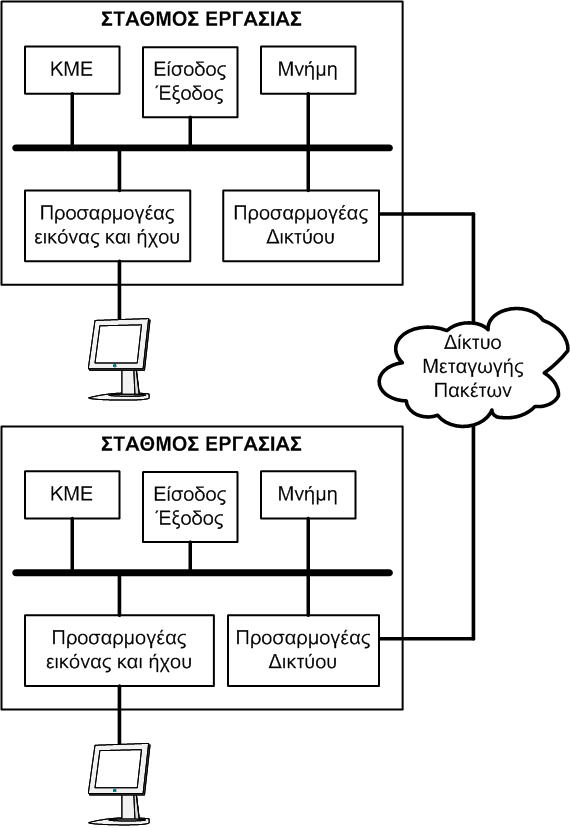 ΣΤΑΘΜΟΣ ΕΡΓΑΣΙΑΣ
ΚΜΕ
Είσοδος
Έξοδος
Μνήμη
Προσαρμογέας
εικόνας και ήχου
Προσαρμογέας
Δικτύου
Δίκτυο
Μεταγωγής
Πακέτων
ΣΤΑΘΜΟΣ ΕΡΓΑΣΙΑΣ
ΚΜΕ
Είσοδος
Έξοδος
Μνήμη
Προσαρμογέας
εικόνας και ήχου
Προσαρμογέας
Δικτύου